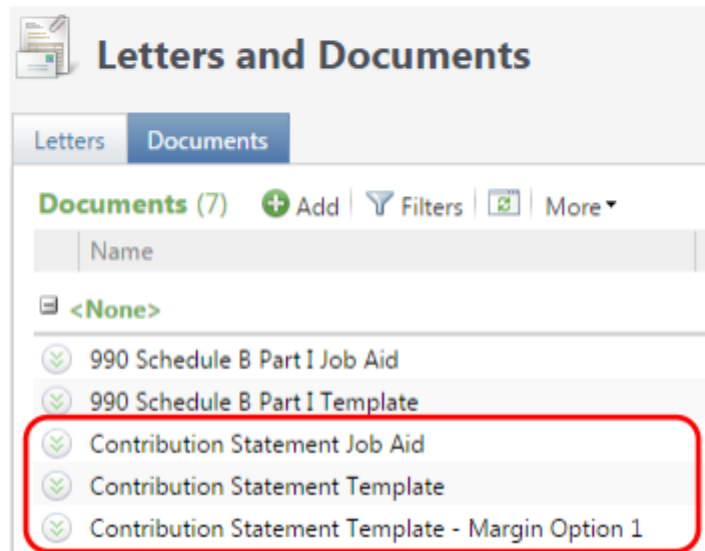 Letters and Documents
Letters Documents
Documents (7) Add Filters More
Name
<None>
990 Schedule B Part I Job Aid
990 Schedule B Part I Template
Contribution Statement Job Aid
Contribution Statement Template
Contribution Statement Template - Margin Option 1